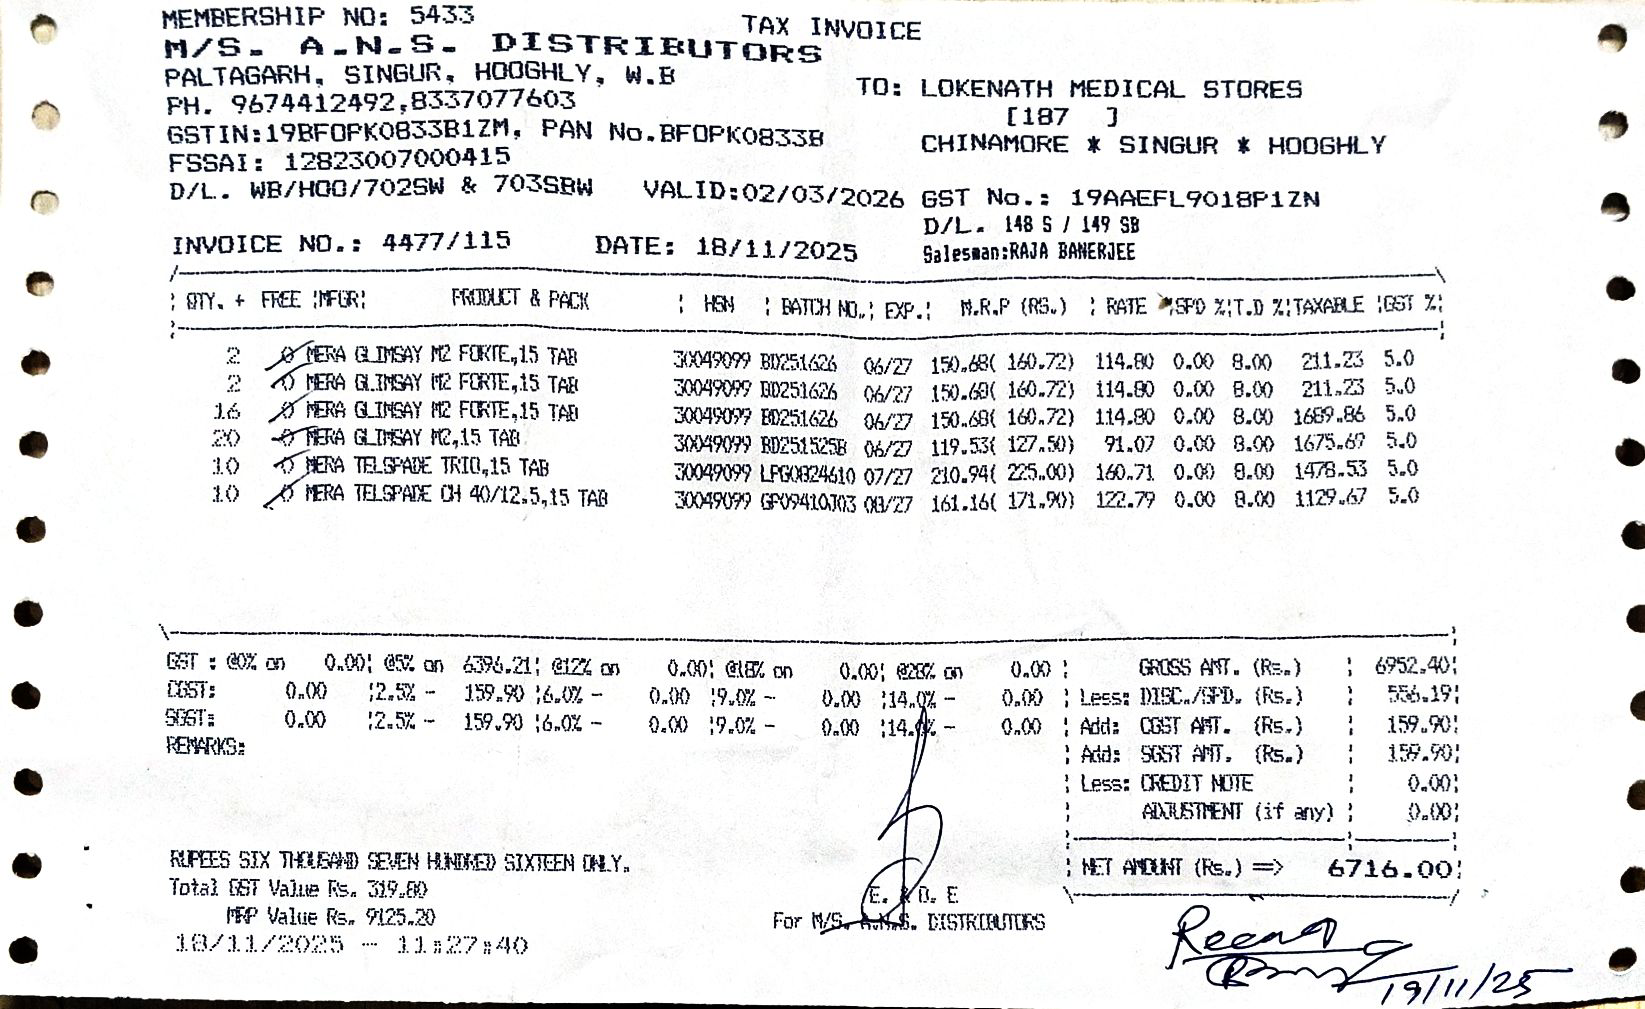 MEMBERSHIP NO: 5433
TAX INVOICE
M/S. A.N.S. DISTRIBUTORS
PALTAGARH, SINGUR, HOOGHLY, W.B
PH. 9674412492,8337077603
GSTIN:19BFOPK0833B1ZM, PAN No.BFOPK0833B
FSSAI: 12823007000415
D/L. WB/HOO/702SW & 703SBW VALID:02/03/2026
TO: LOKENATH MEDICAL STORES
[187 ]
CHINAMORE * SINGUR * HOOGHLY
GST No.: 19AAEFL9018P1ZN
D/L. 148 S / 149 SB
Salesman:RAJA BANERJEE
INVOICE NO.: 4477/115 DATE: 18/11/2025
QTY. + FREE |MFGR| PRODUCT & PACK | HSN | BATCH NO.| EXP.| M.R.P (RS.) | RATE |SPD %|T.D %|TAXABLE |GST %|
2 0 MERA GLIMSAY M2 FORTE,15 TAB 30049099 BD251626 06/27 150.68( 160.72) 114.80 0.00 8.00 211.23 5.0
2 0 MERA GLIMSAY M2 FORTE,15 TAB 30049099 BD251626 06/27 150.68( 160.72) 114.80 0.00 8.00 211.23 5.0
16 0 MERA GLIMSAY M2 FORTE,15 TAB 30049099 BD251626 06/27 150.68( 160.72) 114.80 0.00 8.00 1689.86 5.0
20 0 MERA GLIMSAY M2,15 TAB 30049099 BD251525B 06/27 119.53( 127.50) 91.07 0.00 8.00 1675.69 5.0
10 0 MERA TELSPADE TRIO,15 TAB 30049099 LPG0824610 07/27 210.94( 225.00) 160.71 0.00 8.00 1478.53 5.0
10 0 MERA TELSPADE CH 40/12.5,15 TAB 30049099 08/27 161.16( 171.90) 122.79 0.00 8.00 1129.67 5.0
GST : @0% on 0.00| @5% on 6396.21| @12% on 0.00| @18% on 0.00| @28% on 0.00
CGST: 0.00 |2.5% - 159.90 |6.0% - 0.00 |9.0% - 0.00 |14.0% - 0.00
SGST: 0.00 |2.5% - 159.90 |6.0% - 0.00 |9.0% - 0.00 |14.0% - 0.00
REMARKS:
GROSS AMT. (Rs.) | 6952.40|
Less: DISC./SPD. (Rs.) | 556.19|
Add: CGST AMT. (Rs.) | 159.90|
Add: SGST AMT. (Rs.) | 159.90|
Less: CREDIT NOTE | 0.00|
ADJUSTMENT (if any) | 0.00|
NET AMOUNT (Rs.) ==> 6716.00|
RUPEES SIX THOUSAND SEVEN HUNDRED SIXTEEN ONLY.
Total GST Value Rs. 319.80
MRP Value Rs. 9125.20
18/11/2025 - 11:27:40
E. & O. E
For M/S. A.N.S. DISTRIBUTORS
19/11/25